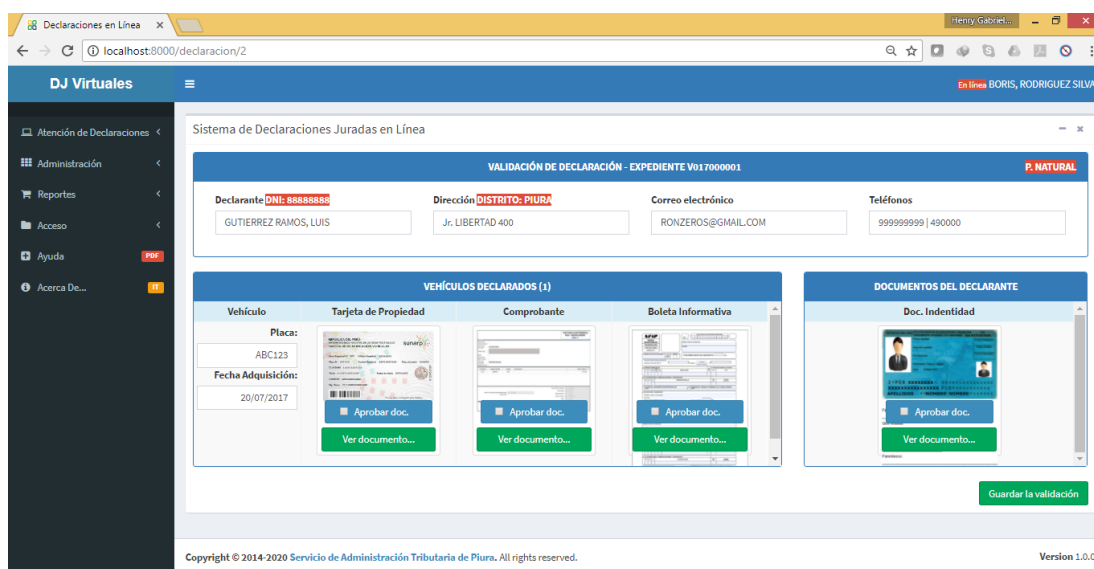 Declaraciones en Línea
Henry Gabriel...
localhost:8000/declaracion/2
DJ Virtuales
En línea BORIS, RODRIGUEZ SILVA
Atención de Declaraciones
Administración
Reportes
Acceso
Ayuda PDF
Acerca De... IT
Sistema de Declaraciones Juradas en Línea
VALIDACIÓN DE DECLARACIÓN - EXPEDIENTE V017000001
P. NATURAL
Declarante DNI: 88888888
Dirección DISTRITO: PIURA
Correo electrónico
Teléfonos
GUTIERREZ RAMOS, LUIS
Jr. LIBERTAD 400
RONZEROS@GMAIL.COM
999999999 | 490000
VEHÍCULOS DECLARADOS (1)
DOCUMENTOS DEL DECLARANTE
Vehículo
Tarjeta de Propiedad
Comprobante
Boleta Informativa
Doc. Indentidad
Placa:
ABC123
Fecha Adquisición:
20/07/2017
sunarp
Aprobar doc.
Aprobar doc.
Aprobar doc.
Aprobar doc.
Ver documento...
Ver documento...
Ver documento...
Ver documento...
Guardar la validación
Copyright © 2014-2020 Servicio de Administración Tributaria de Piura. All rights reserved.
Version 1.0.0